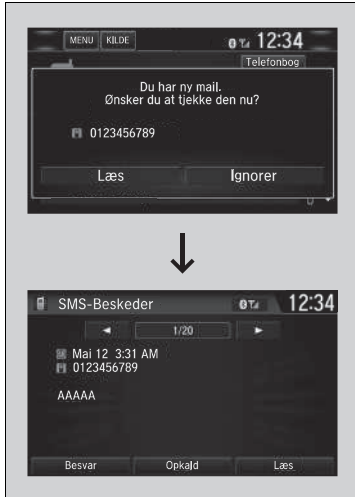 MENU KILDE 12:34
Telefonbog
Du har ny mail.
Ønsker du at tjekke den nu?
0123456789
Læs Ignorer
SMS-Beskeder 12:34
1/20
Mai 12 3:31 AM
0123456789
AAAAA
Besvar Opkald Læs